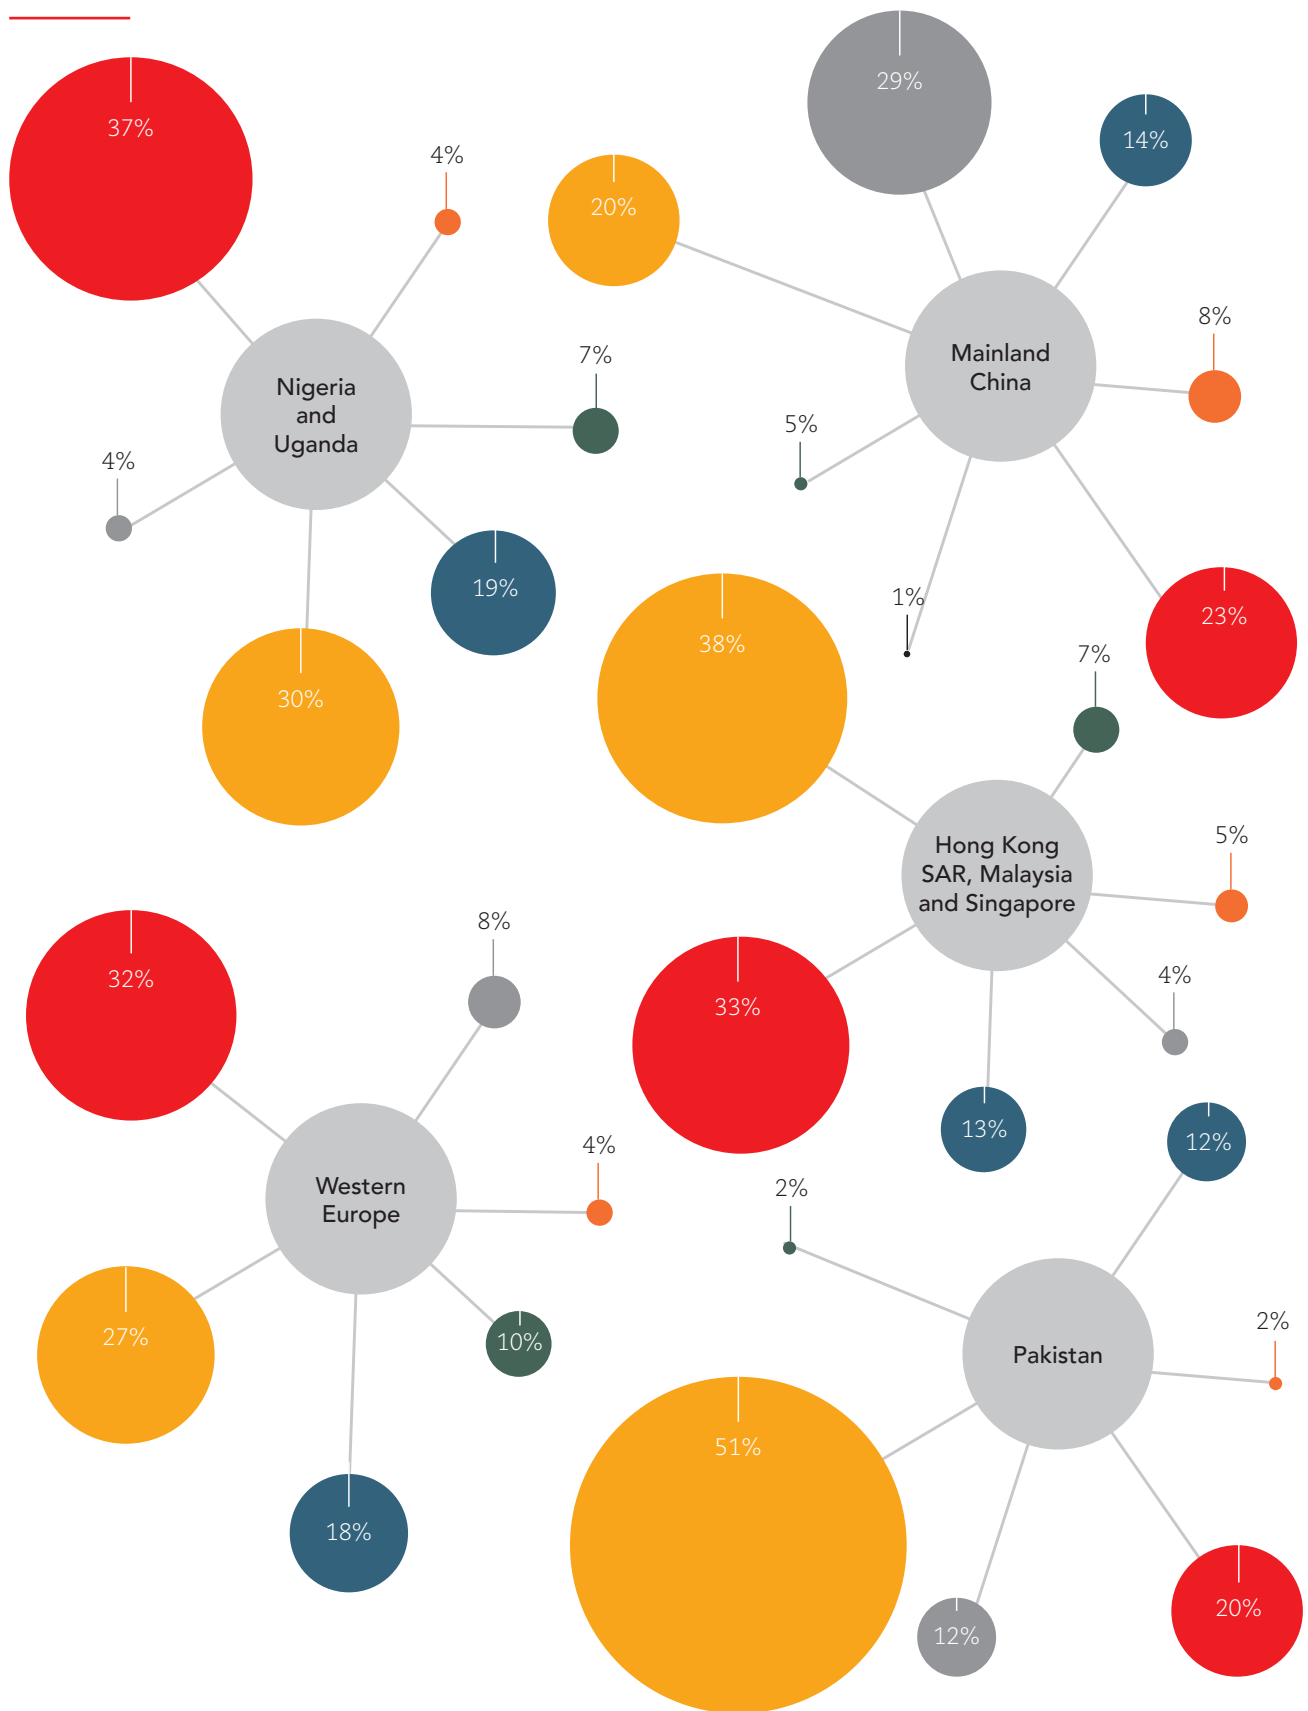 37%
4%
7%
Nigeria
and
Uganda
4%
19%
30%
29%
14%
20%
8%
Mainland
China
5%
1%
23%
38%
7%
5%
Hong Kong
SAR, Malaysia
and Singapore
4%
33%
13%
32%
8%
4%
Western
Europe
27%
10%
18%
12%
2%
2%
Pakistan
51%
12%
20%